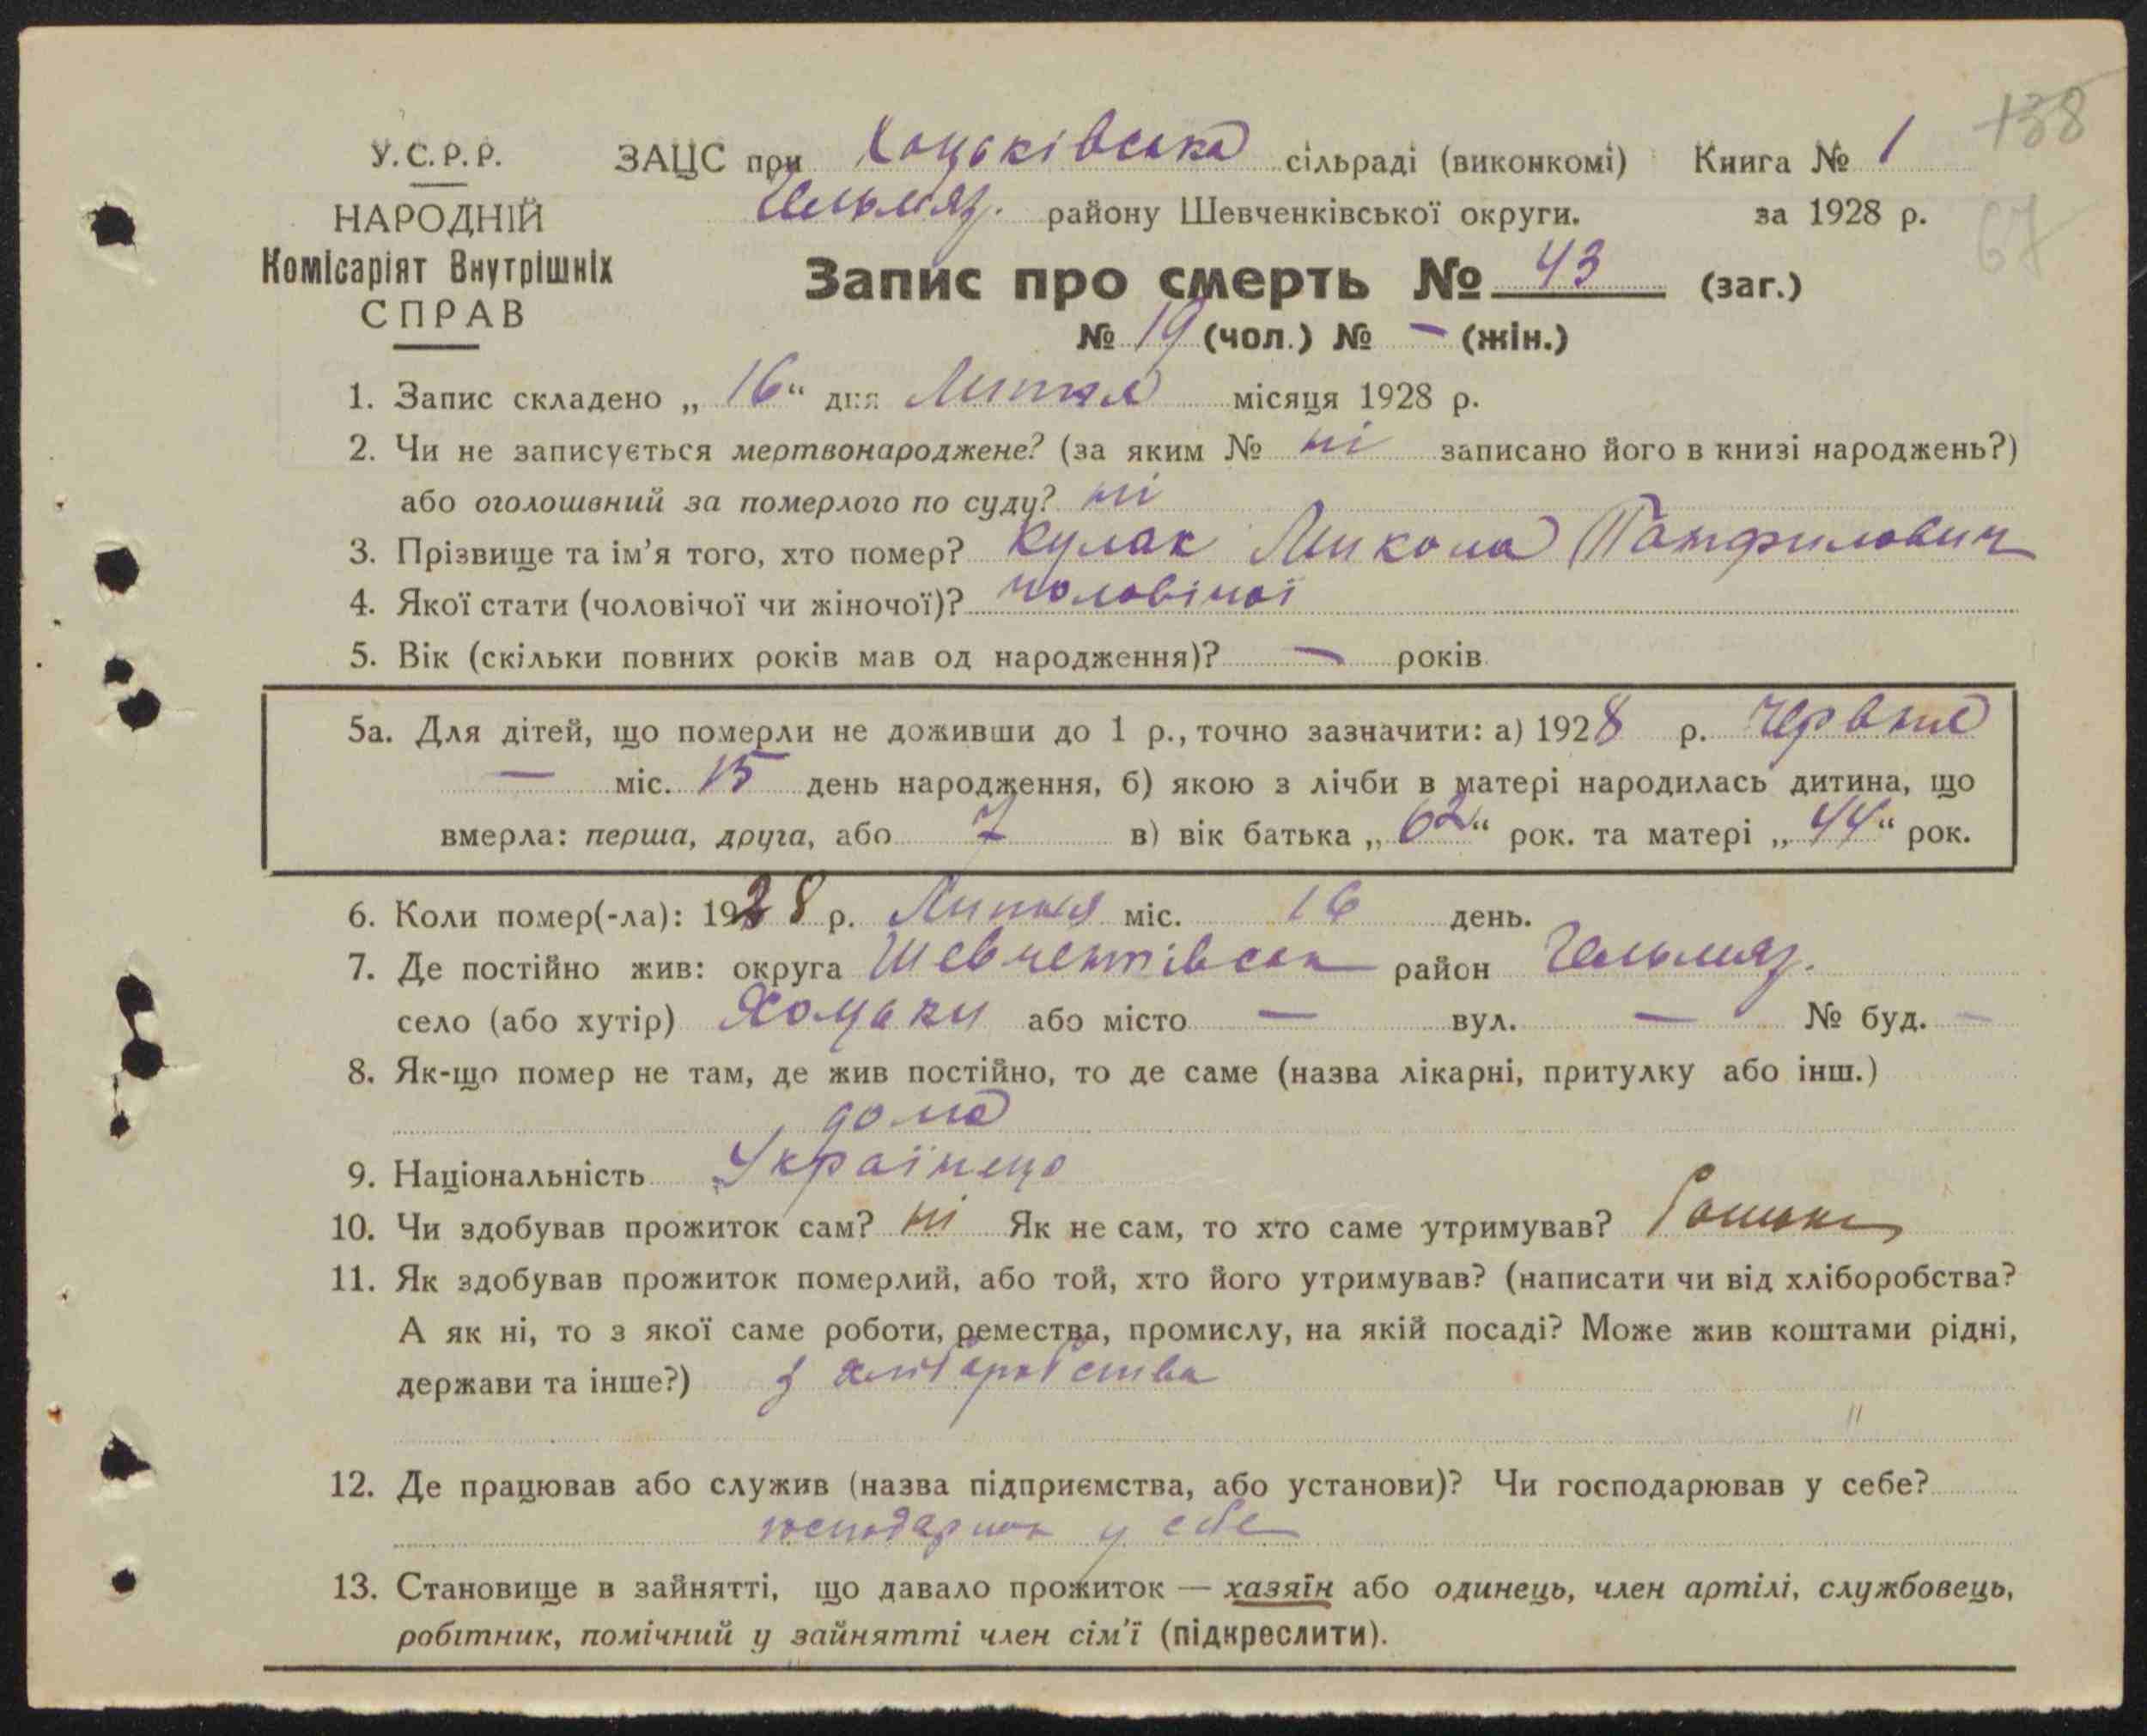 138
У.С.Р.Р. ЗАЦС при Хоцьківська сільраді (виконкомі) Книга № 1
Гельмяз. району Шевченківської округи. за 1928 р.
67
НАРОДНІЙ
Комісаріят Внутрішніх
СПРАВ
Запис про смерть № 43 (заг.)
№ 19 (чол.) № — (жін.)
1. Запис складено „ 16 “ дня Липня місяця 1928 р.
2. Чи не записується мертвонароджене? (за яким № ні записано його в книзі народжень?)
або оголошений за померлого по суду? ні
3. Прізвище та ім’я того, хто помер? Кулак Микола Панфилович
4. Якої стати (чоловічої чи жіночої)? чоловічої
5. Вік (скільки повних років мав од народження)? — років
5а. Для дітей, що померли не доживши до 1 р., точно зазначити: а) 1928 р. Червня
— міс. 15 день народження, б) якою з лічби в матері народилась дитина, що
вмерла: перша, друга, або 7 в) вік батька „ 62 “ рок. та матері „ 44 “ рок.
6. Коли помер(-ла): 1928 р. Липня міс. 16 день.
7. Де постійно жив: округа Шевченківськ район Гельмяз.
село (або хутір) Хоцьки або місто — вул. — № буд. —
8. Як-що помер не там, де жив постійно, то де саме (назва лікарні, притулку або інш.)
дома
9. Національність Українець
10. Чи здобував прожиток сам? ні Як не сам, то хто саме утримував?
11. Як здобував прожиток померлий, або той, хто його утримував? (написати чи від хліборобства?
А як ні, то з якої саме роботи, ремества, промислу, на якій посаді? Може жив коштами рідні,
держави та інше?) з хліборобства
12. Де працював або служив (назва підприємства, або установи)? Чи господарював у себе?
у себе
13. Становище в зайнятті, що давало прожиток — хазяїн або одинець, член артілі, службовець,
робітник, помічний у зайнятті член сім’ї (підкреслити).